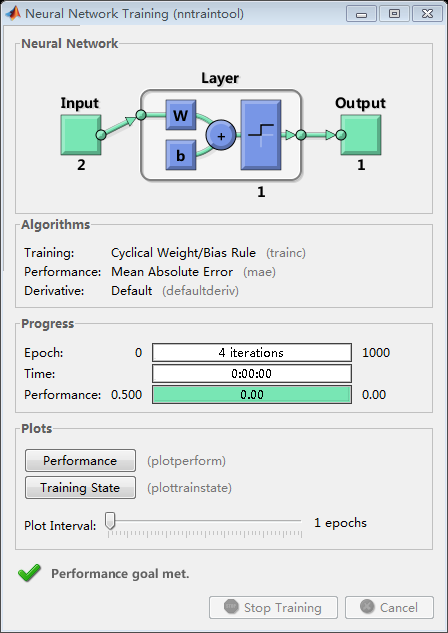 Neural Network Training (nntraintool)
Neural Network
Layer
Input
Output
W
b
+
2
1
1
Algorithms
Training: Cyclical Weight/Bias Rule (trainc)
Performance: Mean Absolute Error (mae)
Derivative: Default (defaultderiv)
Progress
Epoch: 0 4 iterations 1000
Time: 0:00:00
Performance: 0.500 0.00 0.00
Plots
Performance (plotperform)
Training State (plottrainstate)
Plot Interval: 1 epochs
Performance goal met.
Stop Training Cancel